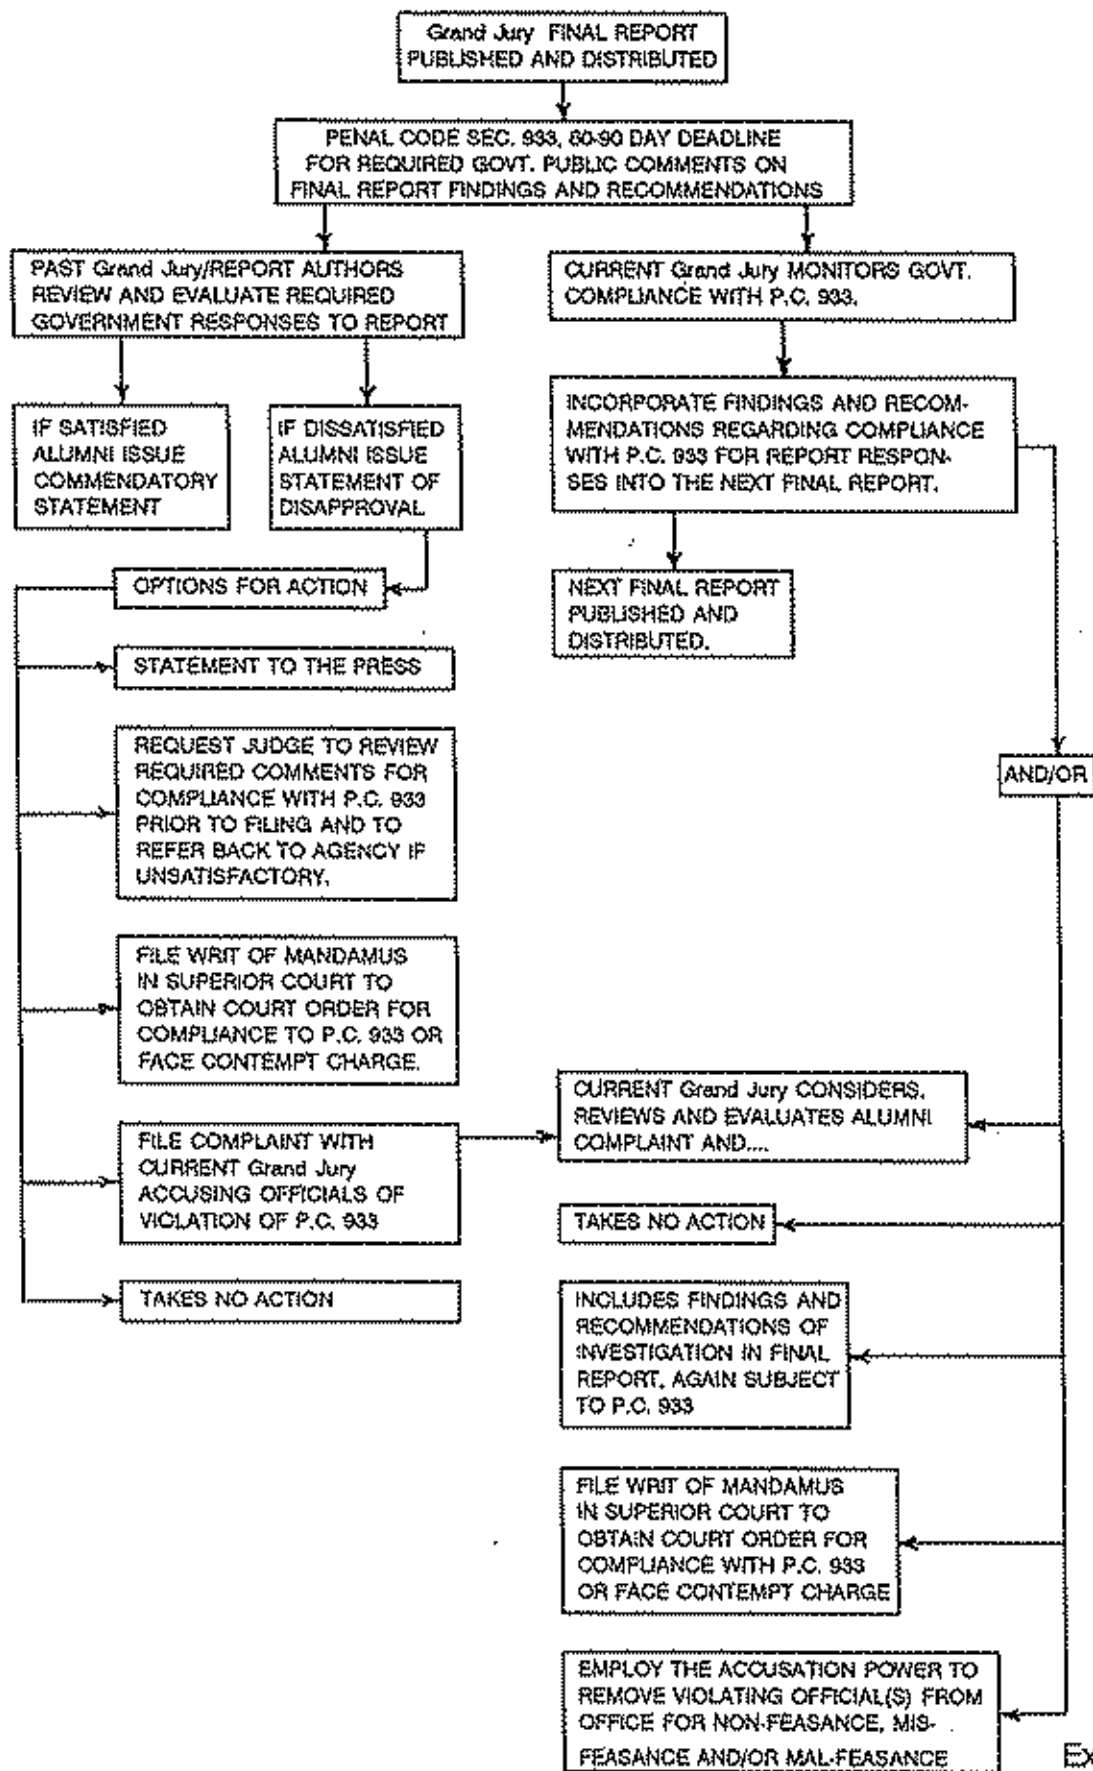 Grand Jury FINAL REPORT
PUBLISHED AND DISTRIBUTED
PENAL CODE SEC. 933, 60-90 DAY DEADLINE
FOR REQUIRED GOVT. PUBLIC COMMENTS ON
FINAL REPORT FINDINGS AND RECOMMENDATIONS
PAST Grand Jury/REPORT AUTHORS
REVIEW AND EVALUATE REQUIRED
GOVERNMENT RESPONSES TO REPORT
CURRENT Grand Jury MONITORS GOVT.
COMPLIANCE WITH P.C. 933.
IF SATISFIED
ALUMNI ISSUE
COMMENDATORY
STATEMENT
IF DISSATISFIED
ALUMNI ISSUE
STATEMENT OF
DISAPPROVAL
INCORPORATE FINDINGS AND RECOM-
MENDATIONS REGARDING COMPLIANCE
WITH P.C. 933 FOR REPORT RESPON-
SES INTO THE NEXT FINAL REPORT.
OPTIONS FOR ACTION
NEXT FINAL REPORT
PUBLISHED AND
DISTRIBUTED.
STATEMENT TO THE PRESS
REQUEST JUDGE TO REVIEW
REQUIRED COMMENTS FOR
COMPLIANCE WITH P.C. 933
PRIOR TO FILING AND TO
REFER BACK TO AGENCY IF
UNSATISFACTORY.
AND/OR
FILE WRIT OF MANDAMUS
IN SUPERIOR COURT TO
OBTAIN COURT ORDER FOR
COMPLIANCE TO P.C. 933 OR
FACE CONTEMPT CHARGE.
FILE COMPLAINT WITH
CURRENT Grand Jury
ACCUSING OFFICIALS OF
VIOLATION OF P.C. 933
CURRENT Grand Jury CONSIDERS,
REVIEWS AND EVALUATES ALUMNI
COMPLAINT AND....
TAKES NO ACTION
TAKES NO ACTION
INCLUDES FINDINGS AND
RECOMMENDATIONS OF
INVESTIGATION IN FINAL
REPORT, AGAIN SUBJECT
TO P.C. 933
FILE WRIT OF MANDAMUS
IN SUPERIOR COURT TO
OBTAIN COURT ORDER FOR
COMPLIANCE WITH P.C. 933
OR FACE CONTEMPT CHARGE
EMPLOY THE ACCUSATION POWER TO
REMOVE VIOLATING OFFICIAL(S) FROM
OFFICE FOR NON-FEASANCE, MIS-
FEASANCE AND/OR MAL-FEASANCE
Ex